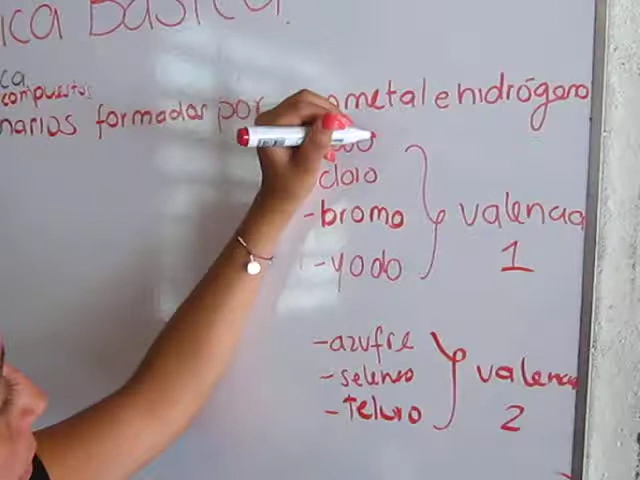 ica Básica.
ca
compuestos
narios formados por metal e hidrógeno
cloro
-bromo valencia
-yodo 1
-azufre
-selenio valencia
-teluro 2